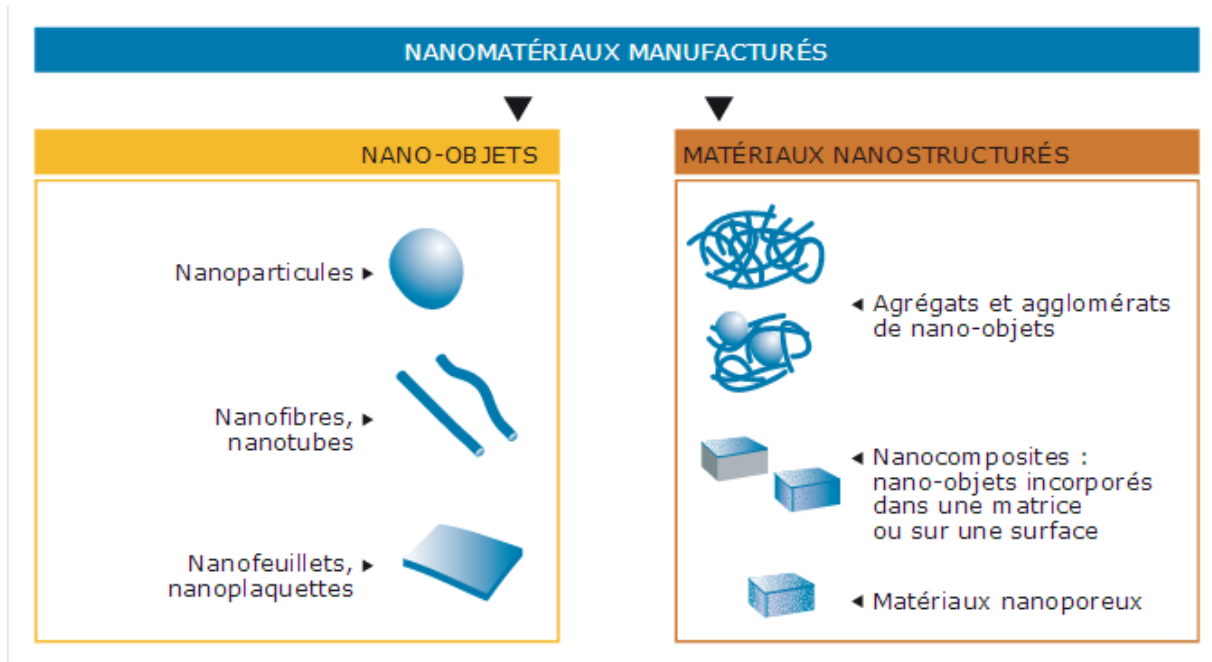 NANOMATÉRIAUX MANUFACTURÉS
NANO-OBJETS
Nanoparticules
Nanofibres,
nanotubes
Nanofeuillets,
nanoplaquettes
MATÉRIAUX NANOSTRUCTURÉS
Agrégats et agglomérats
de nano-objets
Nanocomposites :
nano-objets incorporés
dans une matrice
ou sur une surface
Matériaux nanoporeux